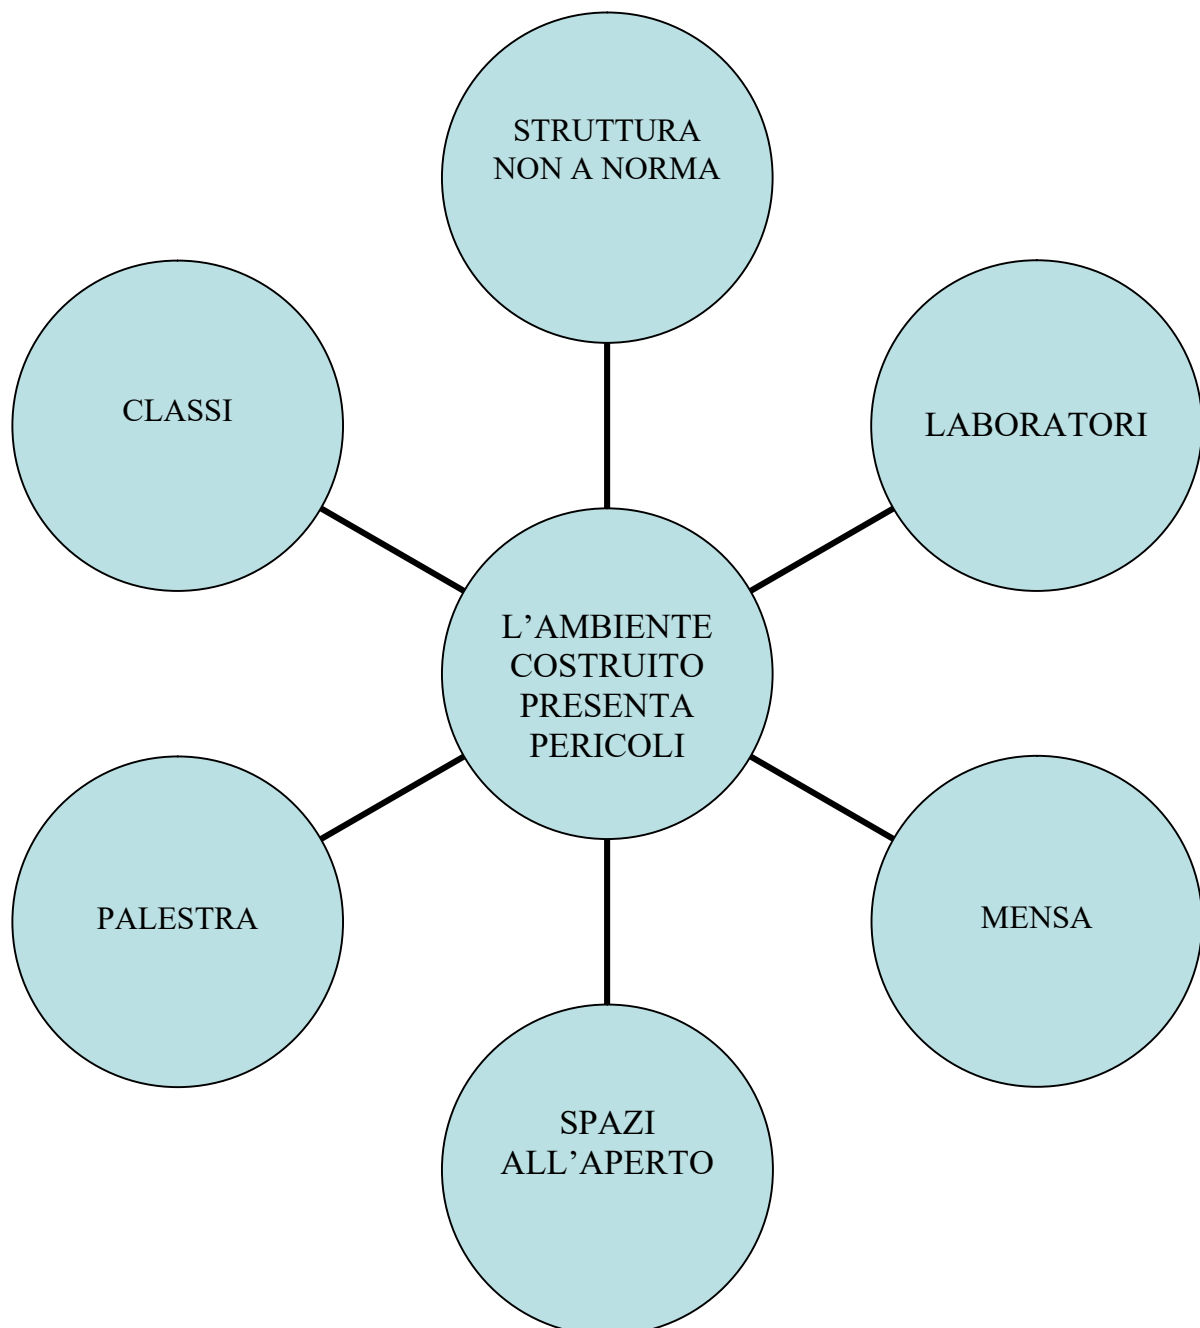 STRUTTURA
NON A NORMA
CLASSI
LABORATORI
L’AMBIENTE
COSTRUITO
PRESENTA
PERICOLI
PALESTRA
MENSA
SPAZI
ALL’APERTO